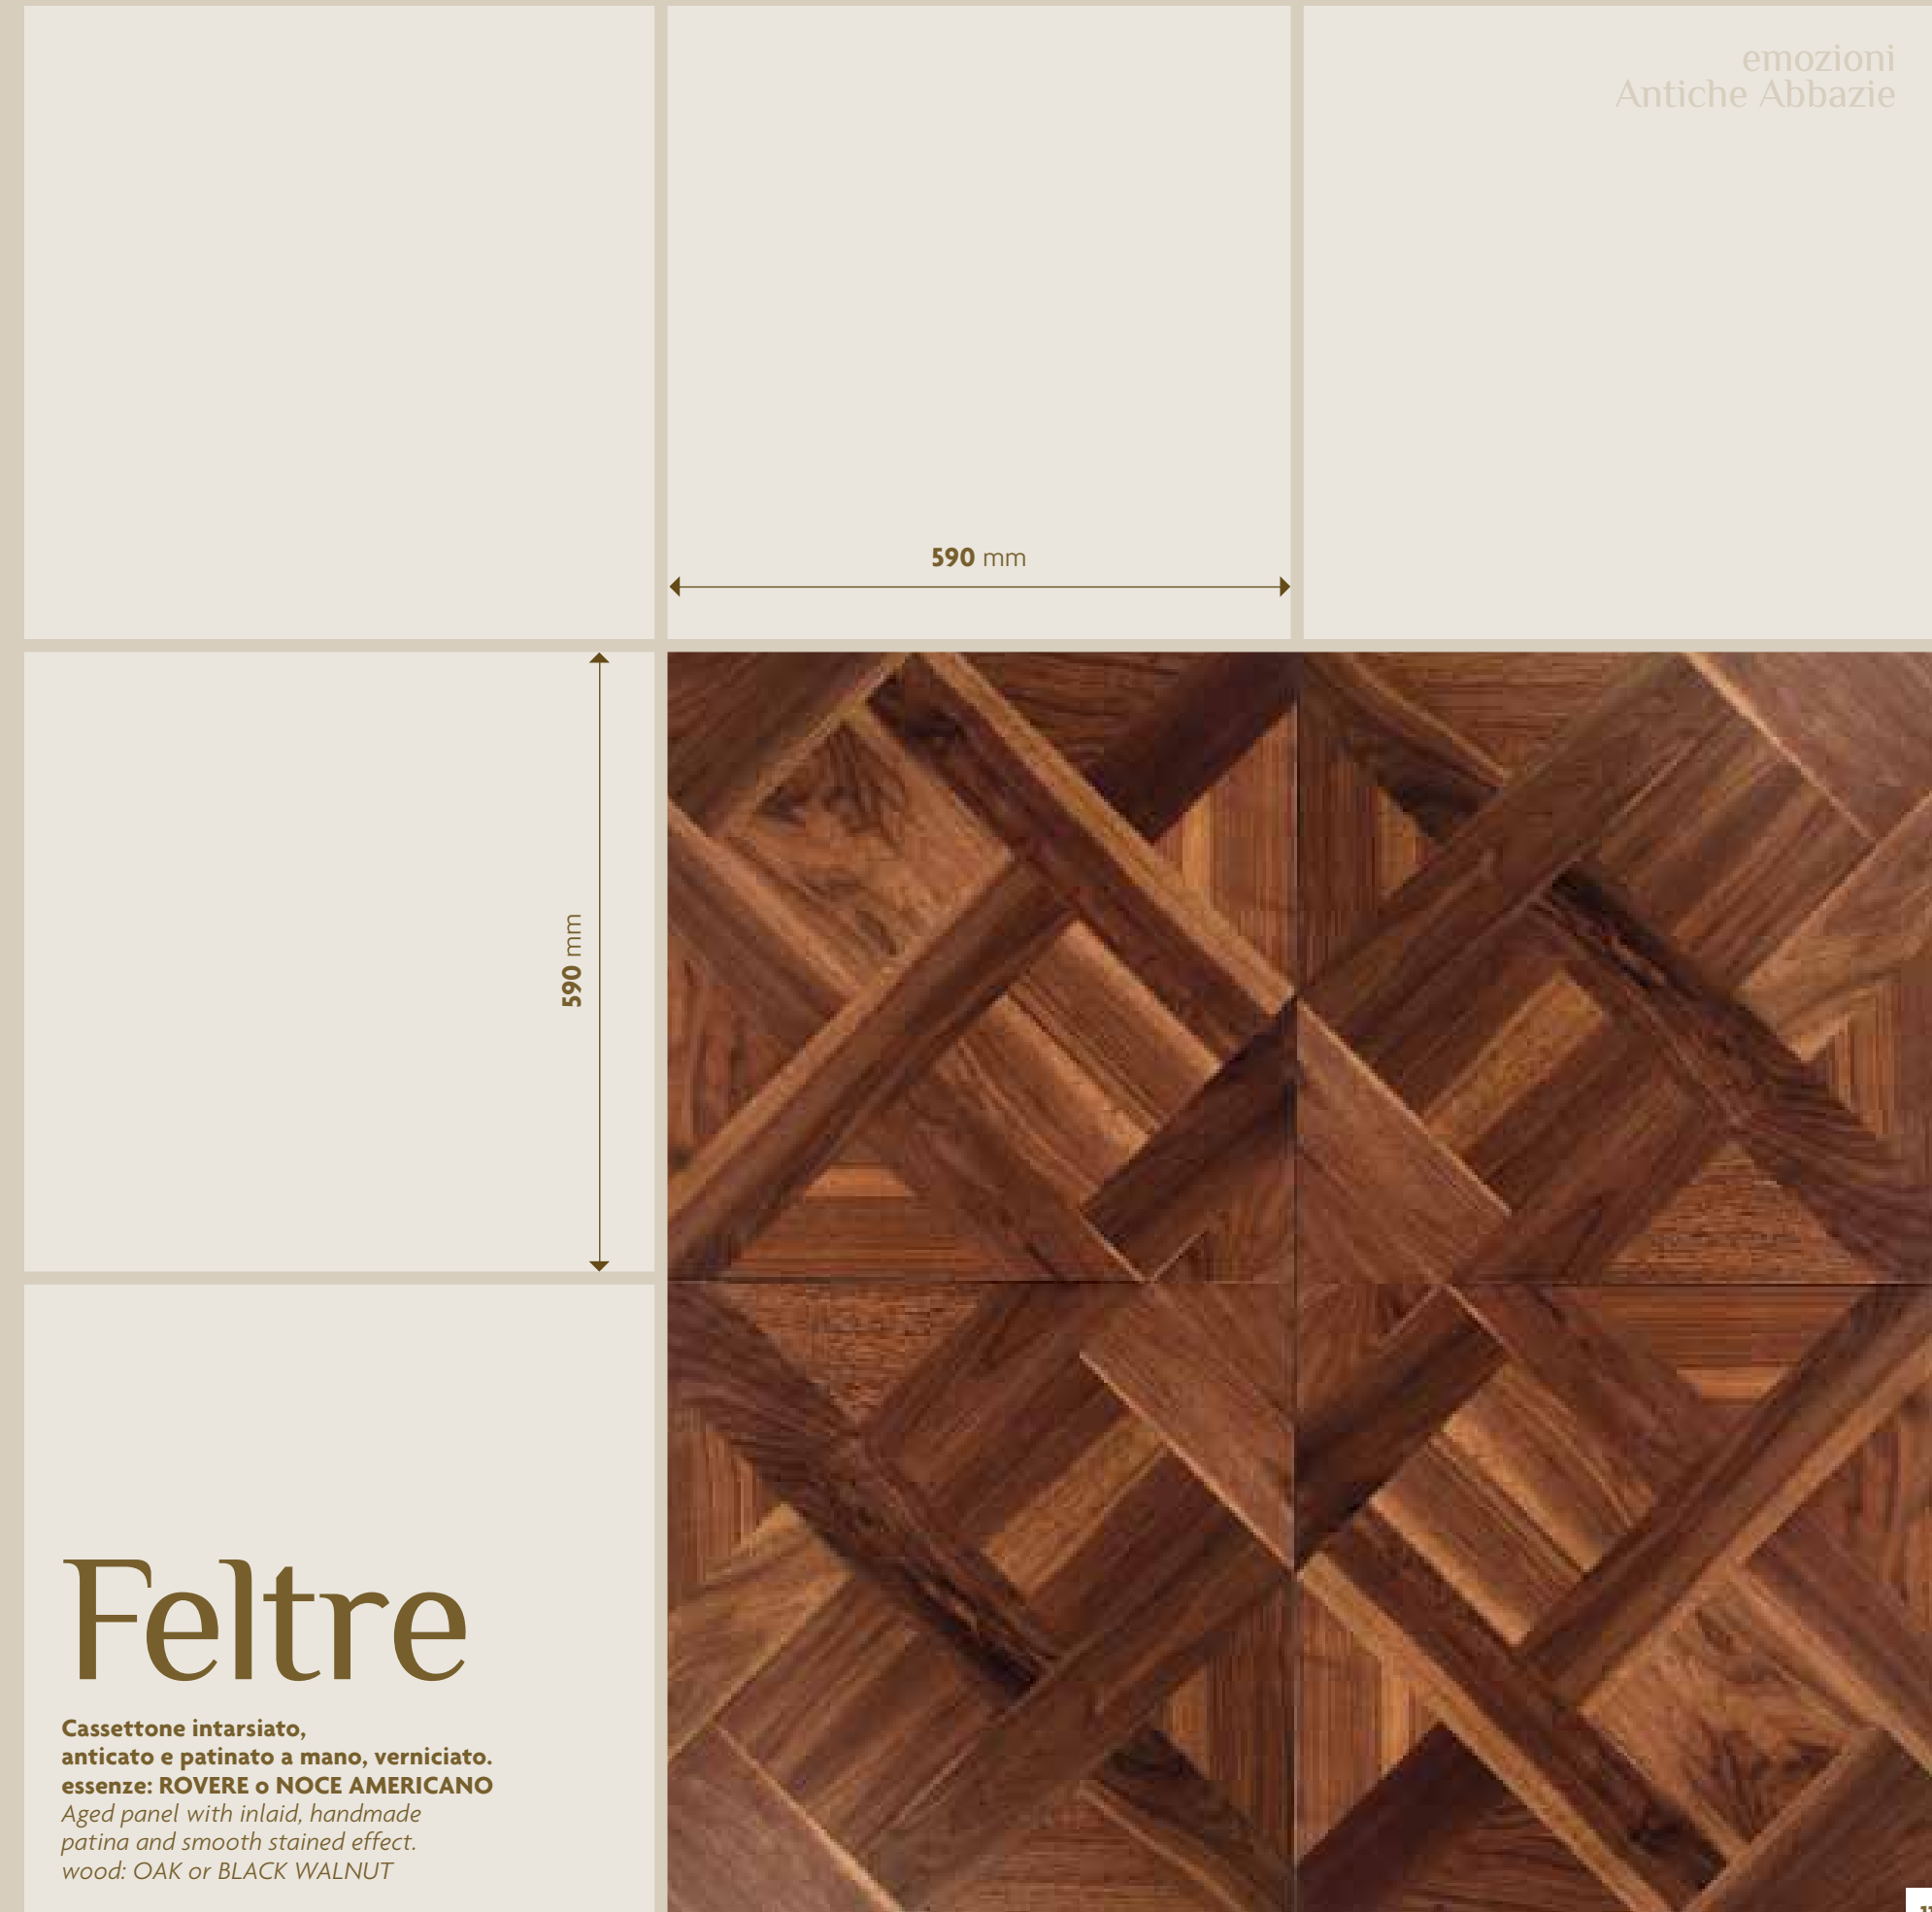 emozioni
Antiche Abbazie
590 mm
590 mm
Feltre
Cassettone intarsiato,
anticato e patinato a mano, verniciato.
essenze: ROVERE o NOCE AMERICANO
Aged panel with inlaid, handmade
patina and smooth stained effect.
wood: OAK or BLACK WALNUT